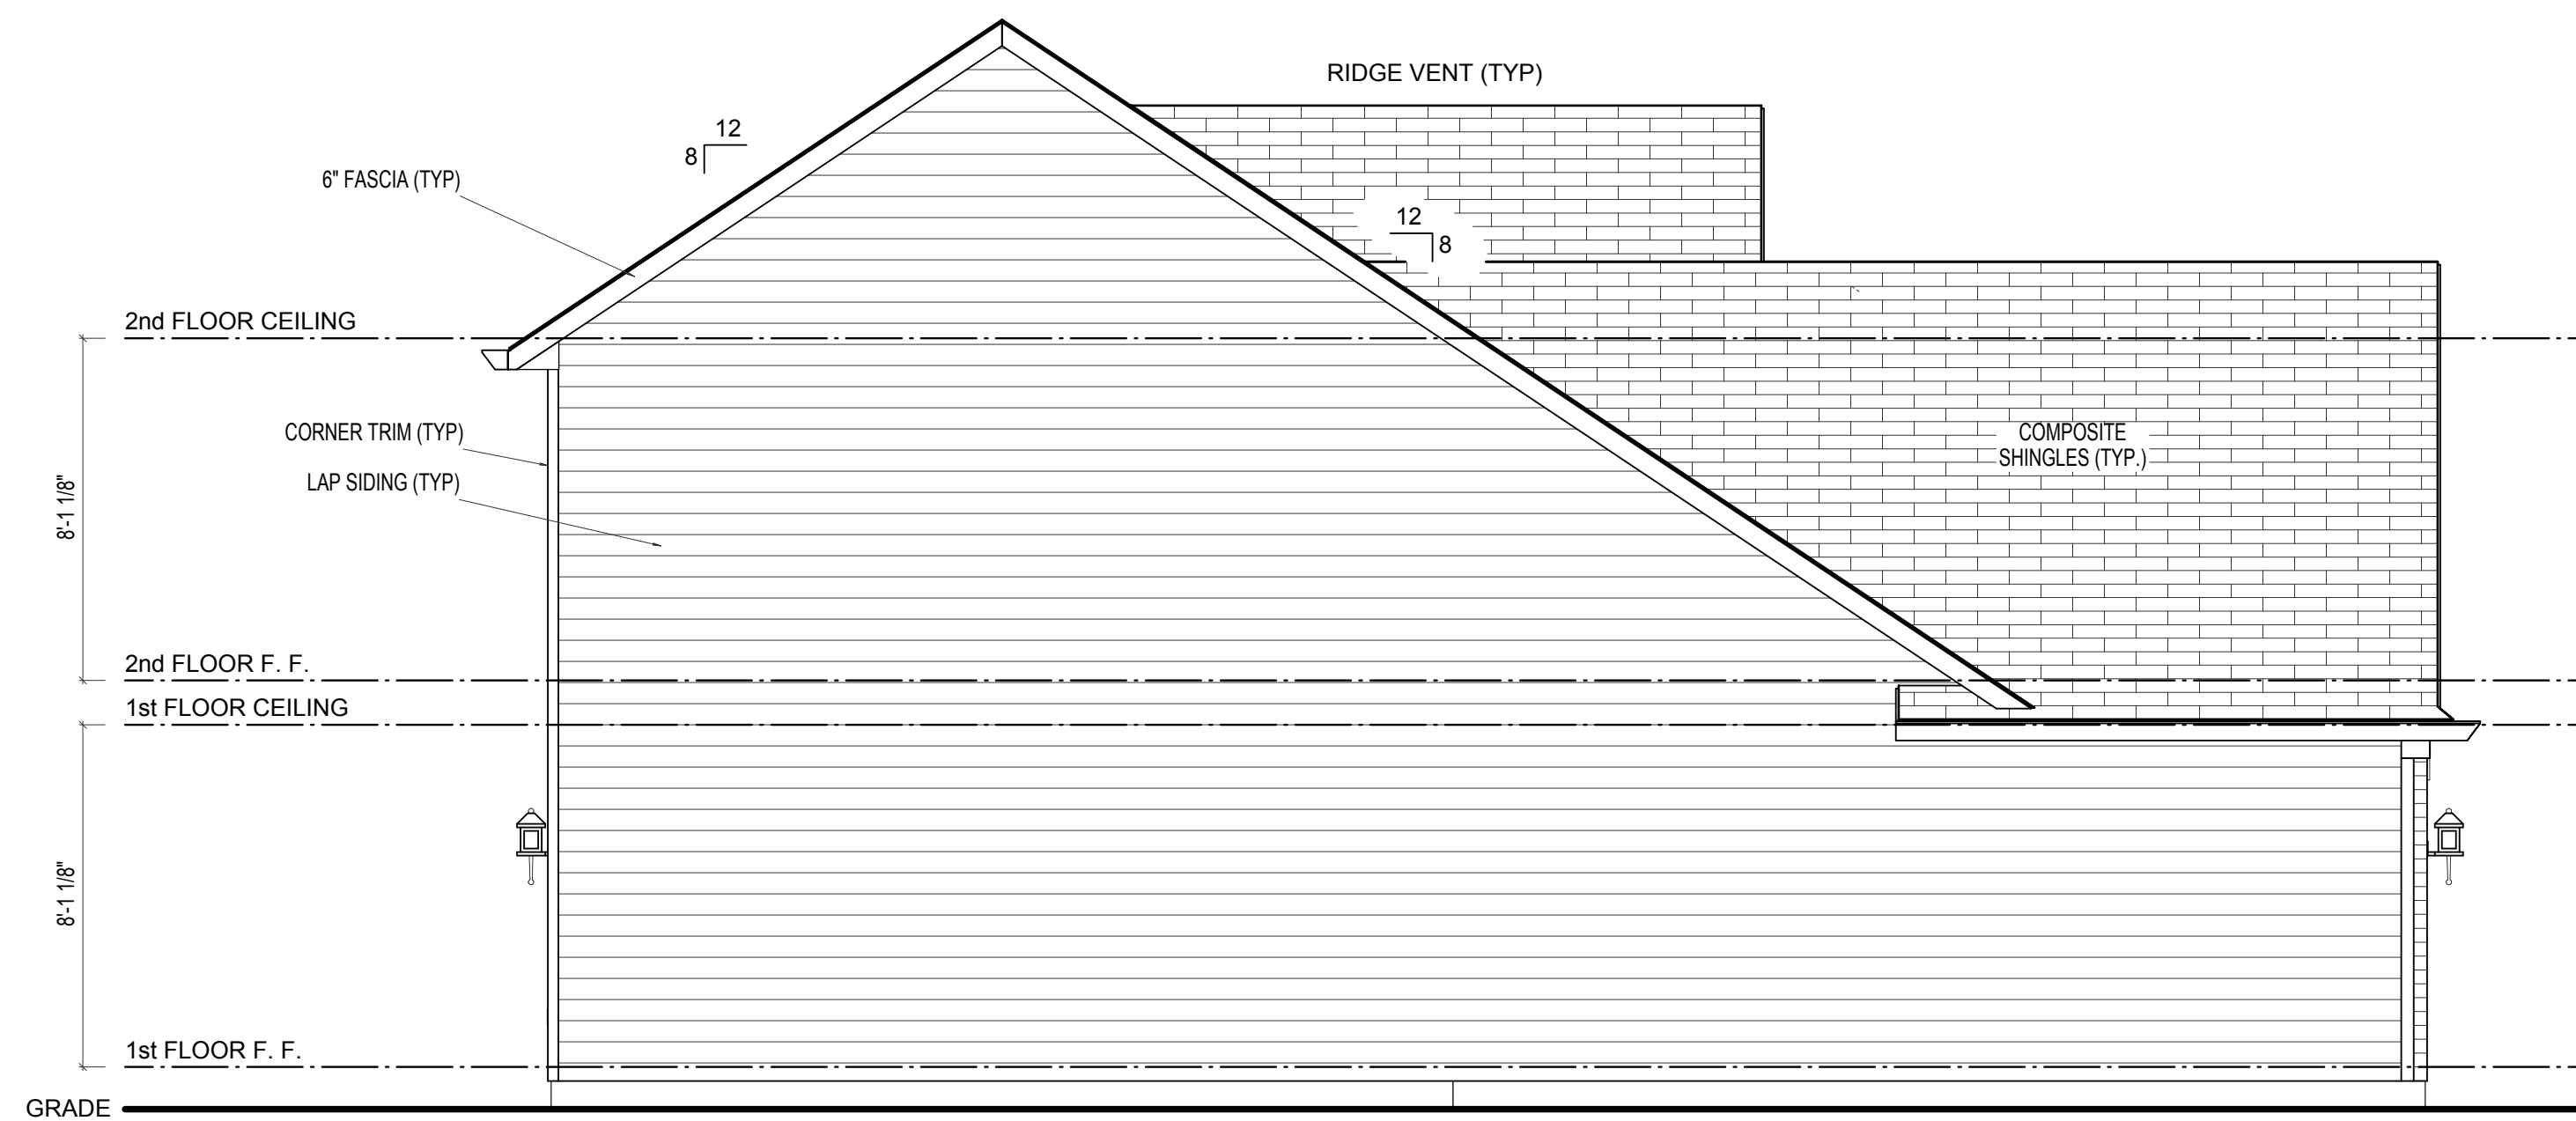 RIDGE VENT (TYP)
12
8
6" FASCIA (TYP)
12
8
2nd FLOOR CEILING
CORNER TRIM (TYP)
COMPOSITE
SHINGLES (TYP.)
LAP SIDING (TYP)
8'-1 1/8"
2nd FLOOR F. F.
1st FLOOR CEILING
8'-1 1/8"
1st FLOOR F. F.
GRADE